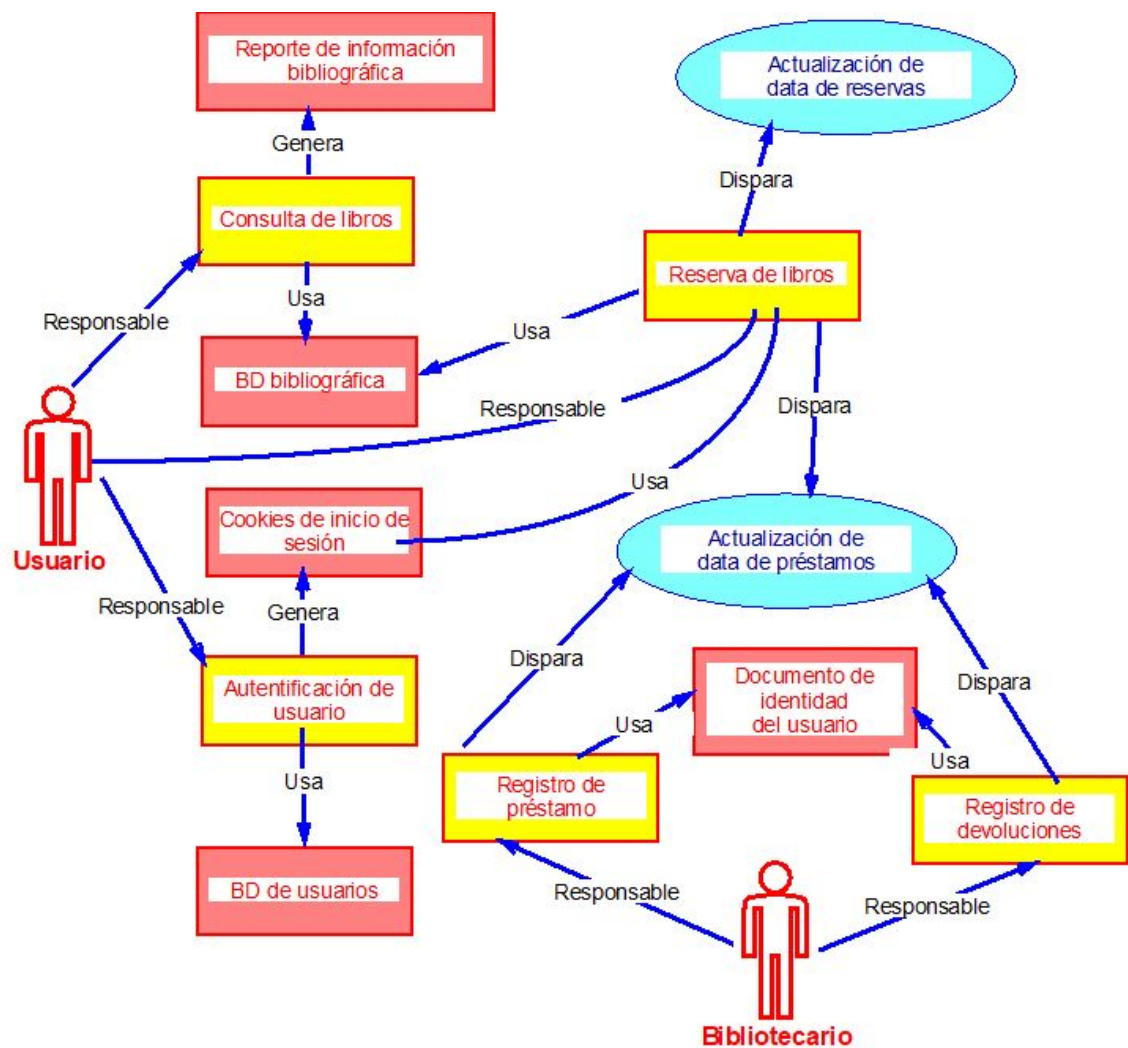 Reporte de información
bibliográfica
Actualización de
data de reservas
Genera
Dispara
Consulta de libros
Reserva de libros
Usa
Responsable
Usa
BD bibliográfica
Responsable
Dispara
Usa
Cookies de inicio de
sesión
Usuario
Actualización de
data de préstamos
Responsable
Genera
Dispara
Documento de
identidad
del usuario
Dispara
Autentificación de
usuario
Usa
Usa
Usa
Registro de
préstamo
Registro de
devoluciones
BD de usuarios
Responsable
Responsable
Bibliotecario